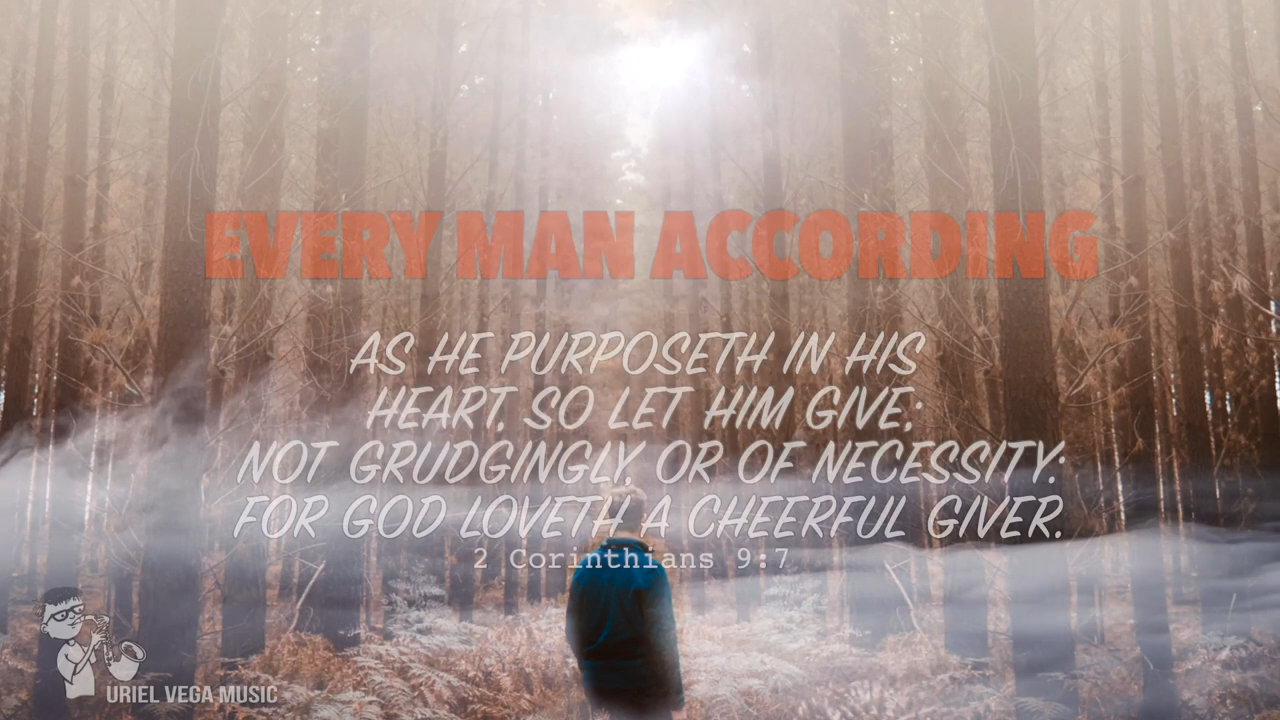 EVERY MAN ACCORDING
AS HE PURPOSETH IN HIS
HEART, SO LET HIM GIVE;
NOT GRUDGINGLY, OR OF NECESSITY:
FOR GOD LOVETH A CHEERFUL GIVER.
2 Corinthians 9:7
URIEL VEGA MUSIC